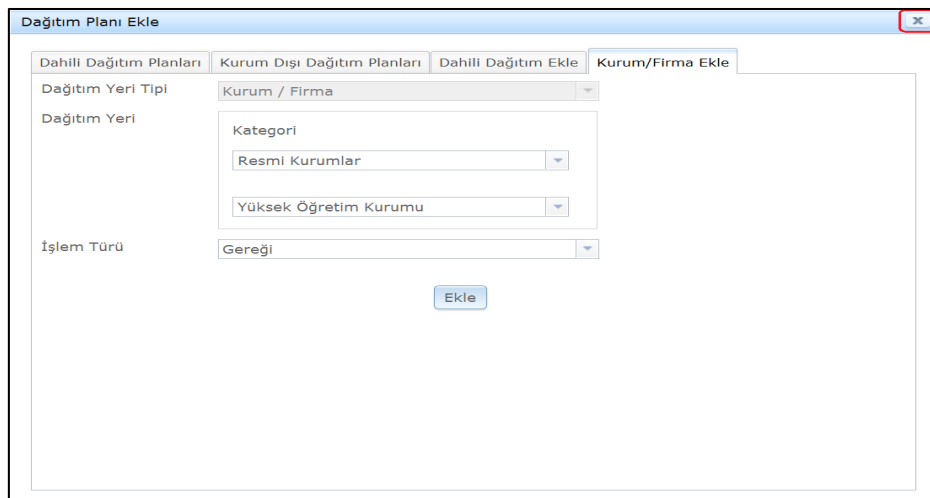 Dağıtım Planı Ekle
Dahili Dağıtım Planları Kurum Dışı Dağıtım Planları Dahili Dağıtım Ekle Kurum/Firma Ekle
Dağıtım Yeri Tipi Kurum / Firma
Dağıtım Yeri
Kategori
Resmi Kurumlar
Yüksek Öğretim Kurumu
İşlem Türü Gereği
Ekle